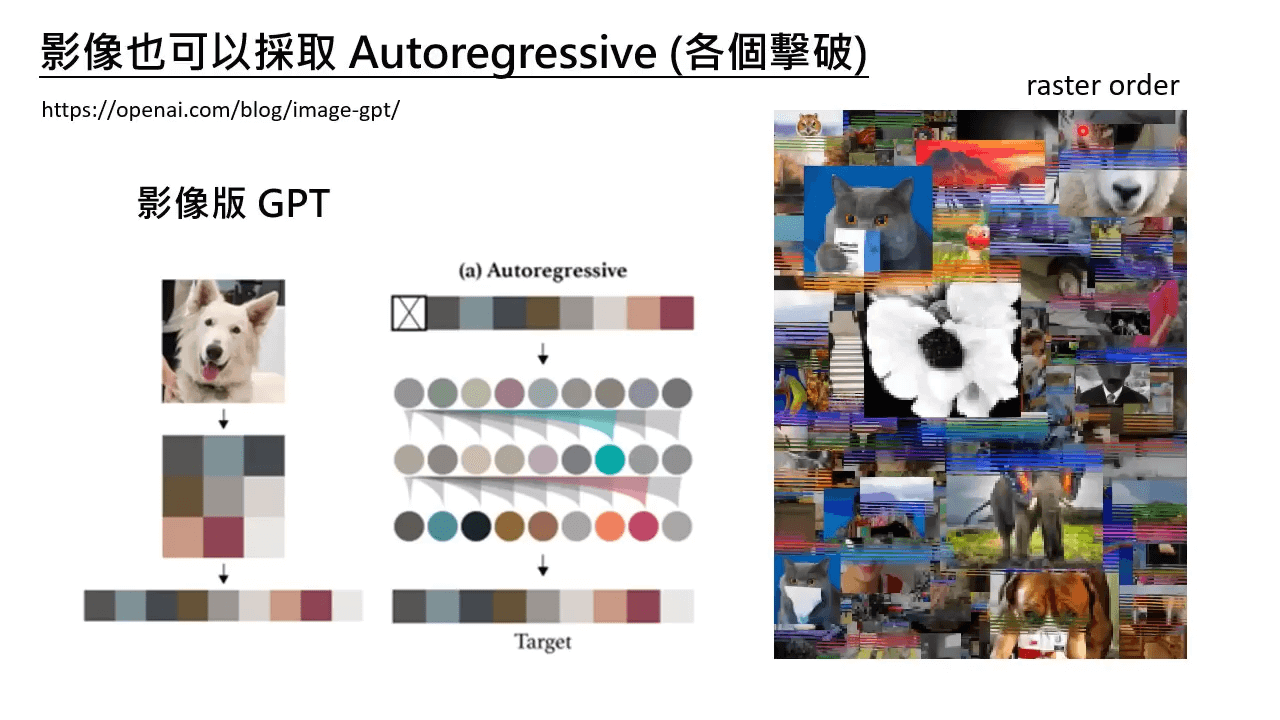 影像也可以採取 Autoregressive (各個擊破)
https://openai.com/blog/image-gpt/
raster order
影像版 GPT
(a) Autoregressive
Target